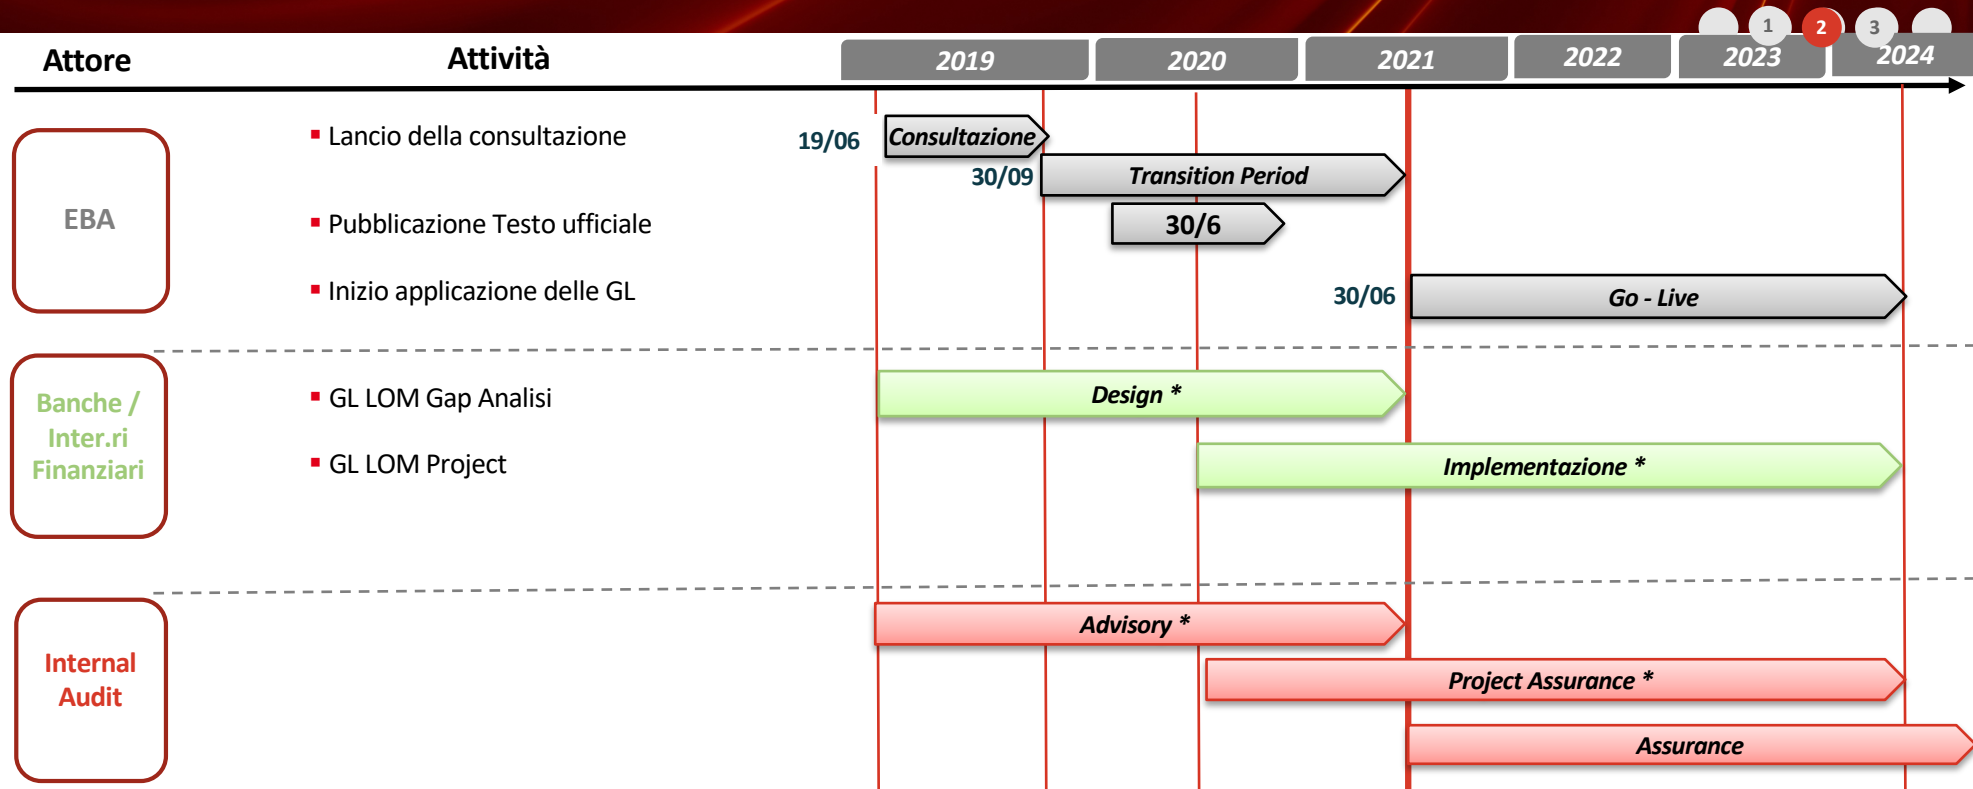 1 2 3
Attore Attività 2019 2020 2021 2022 2023 2024
▪ Lancio della consultazione 19/06 Consultazione
30/09 Transition Period
EBA
▪ Pubblicazione Testo ufficiale 30/6
▪ Inizio applicazione delle GL 30/06 Go - Live
Banche /
Inter.ri
Finanziari
▪ GL LOM Gap Analisi Design *
▪ GL LOM Project Implementazione *
Advisory *
Internal
Audit
Project Assurance *
Assurance